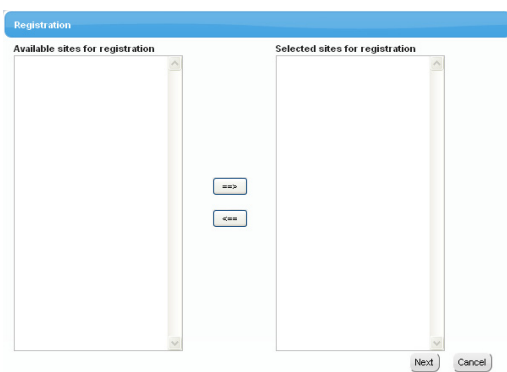 Registration
Available sites for registration
Selected sites for registration
==>
<==
Next
Cancel